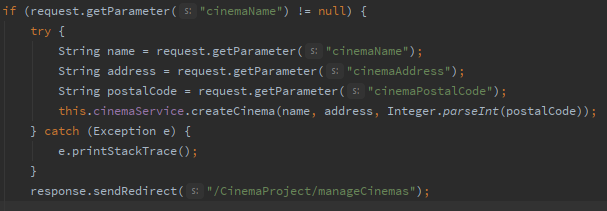 if (request.getParameter( s: "cinemaName") != null) {
    try {
        String name = request.getParameter( s: "cinemaName");
        String address = request.getParameter( s: "cinemaAddress");
        String postalCode = request.getParameter( s: "cinemaPostalCode");
        this.cinemaService.createCinema(name, address, Integer.parseInt(postalCode));
    } catch (Exception e) {
        e.printStackTrace();
    }
    response.sendRedirect( s: "/CinemaProject/manageCinemas");